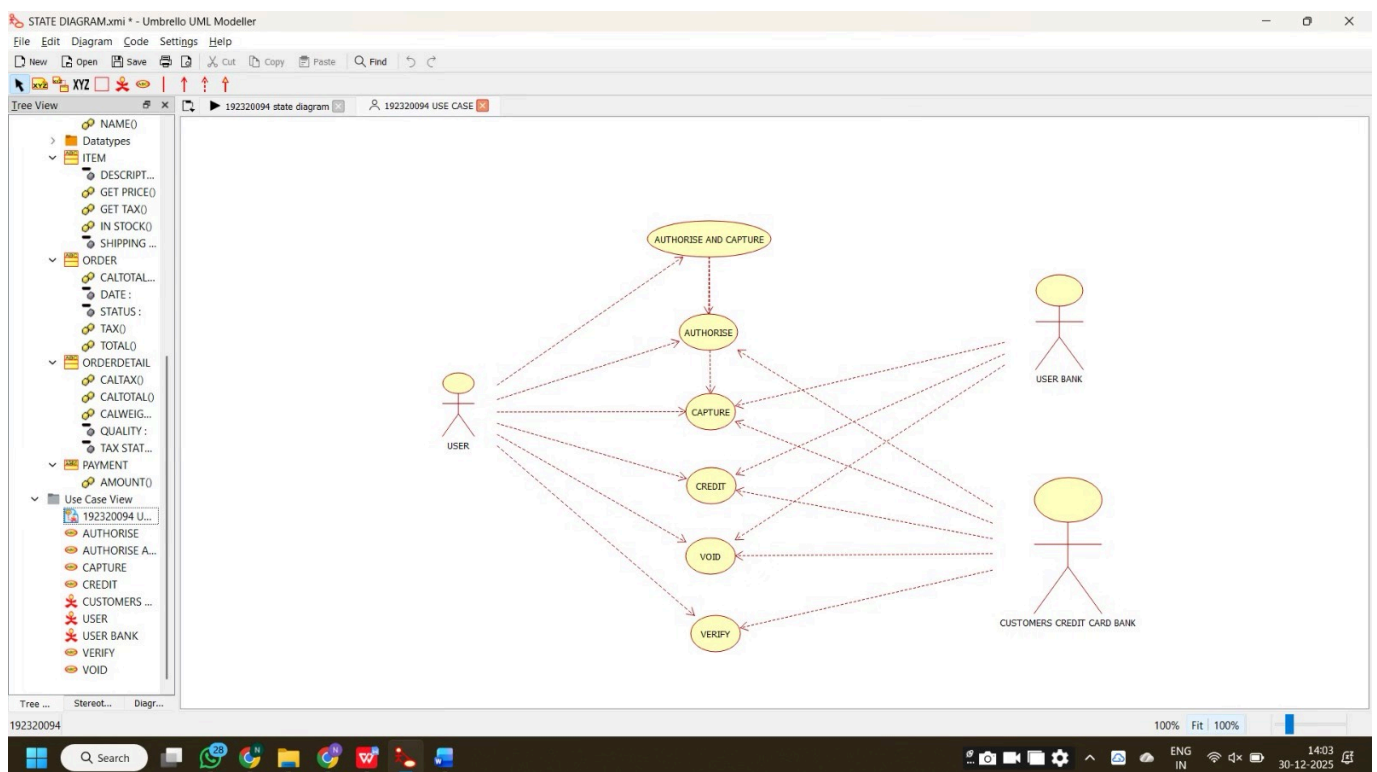 STATE DIAGRAM.xmi * - Umbrello UML Modeller
File Edit Diagram Code Settings Help
New Open Save Cut Copy Paste Find
XYZ XYZ
Tree View
192320094 state diagram 192320094 USE CASE
NAME()
Datatypes
ITEM
DESCRIPT...
GET PRICE()
GET TAX()
IN STOCK()
SHIPPING ...
ORDER
CALTOTAL...
DATE :
STATUS :
TAX()
TOTAL()
ORDERDETAIL
CALTAX()
CALTOTAL()
CALWEIG...
QUALITY :
TAX STAT...
PAYMENT
AMOUNT()
Use Case View
192320094 U...
AUTHORISE
AUTHORISE A...
CAPTURE
CREDIT
CUSTOMERS ...
USER
USER BANK
VERIFY
VOID
Tree ... Stereot... Diagr...
AUTHORISE AND CAPTURE
AUTHORISE
USER BANK
CAPTURE
USER
CREDIT
VOID
CUSTOMERS CREDIT CARD BANK
VERIFY
192320094
100% Fit 100%
Search
28
ENG
IN
14:03
30-12-2025